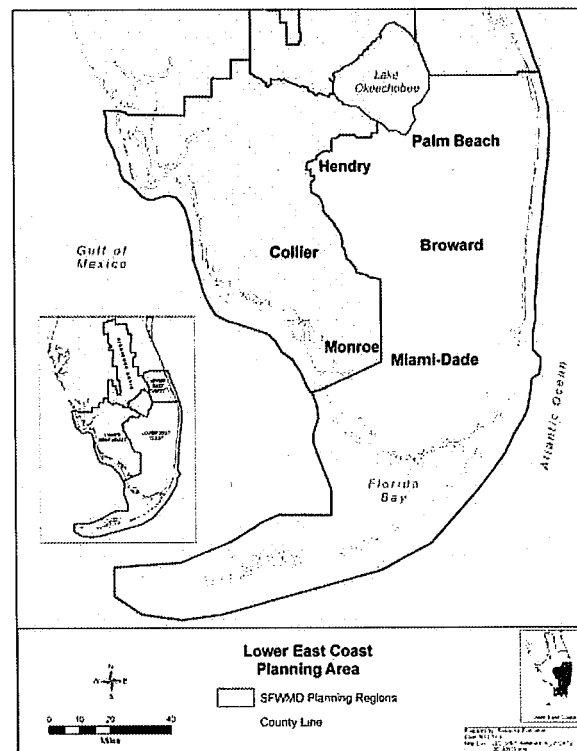 Lake
Okeechobee
Palm Beach
Hendry
Gulf of
Mexico
Collier
Broward
Monroe
Miami-Dade
Atlantic Ocean
Florida
Bay
Lower East Coast
Planning Area
N
W
E
S
SFWMD Planning Regions
County Line
0
10
20
40
Miles